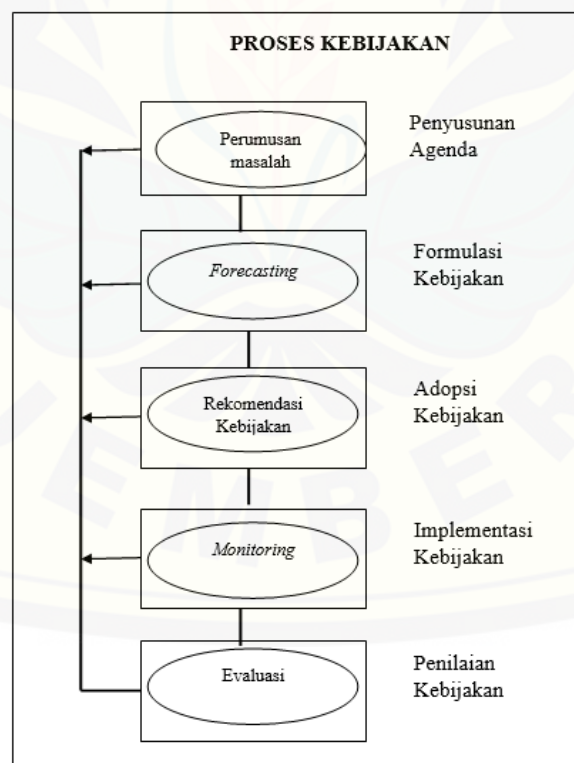 PROSES KEBIJAKAN
Perumusan
masalah
Penyusunan
Agenda
Forecasting
Formulasi
Kebijakan
Rekomendasi
Kebijakan
Adopsi
Kebijakan
Monitoring
Implementasi
Kebijakan
Evaluasi
Penilaian
Kebijakan
JEMBER